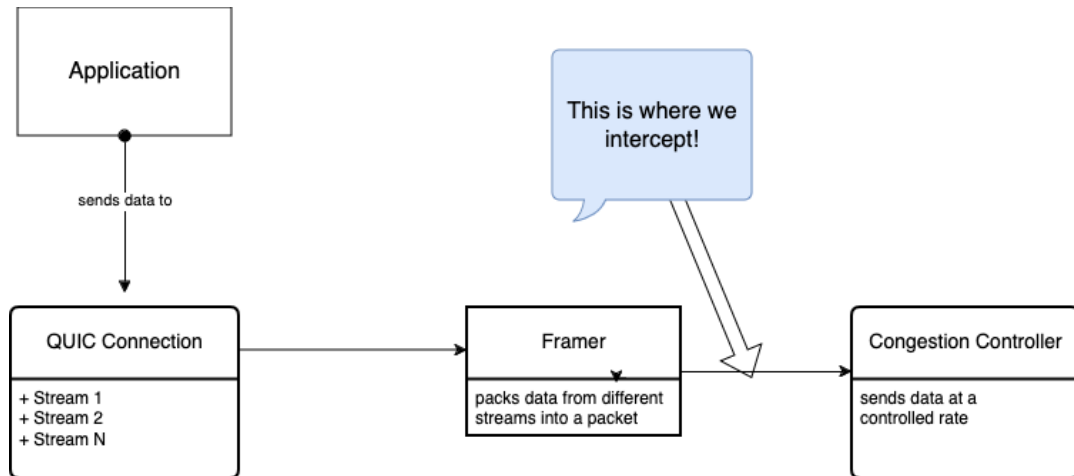 Application
This is where we
intercept!
sends data to
QUIC Connection
+ Stream 1
+ Stream 2
+ Stream N
Framer
packs data from different
streams into a packet
Congestion Controller
sends data at a
controlled rate